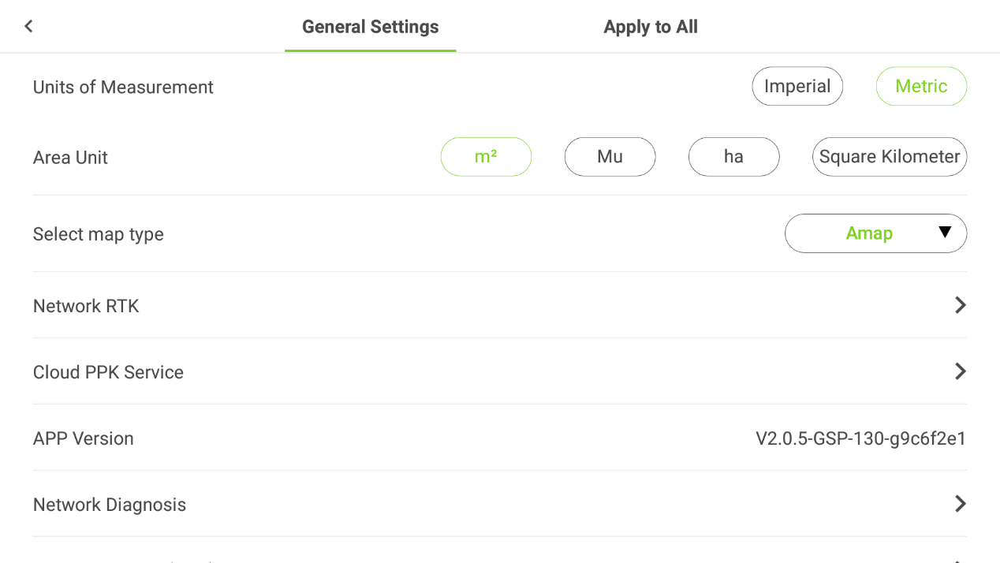 General Settings
Apply to All
Units of Measurement
Imperial
Metric
Area Unit
m²
Mu
ha
Square Kilometer
Select map type
Amap
Network RTK
Cloud PPK Service
APP Version
V2.0.5-GSP-130-g9c6f2e1
Network Diagnosis